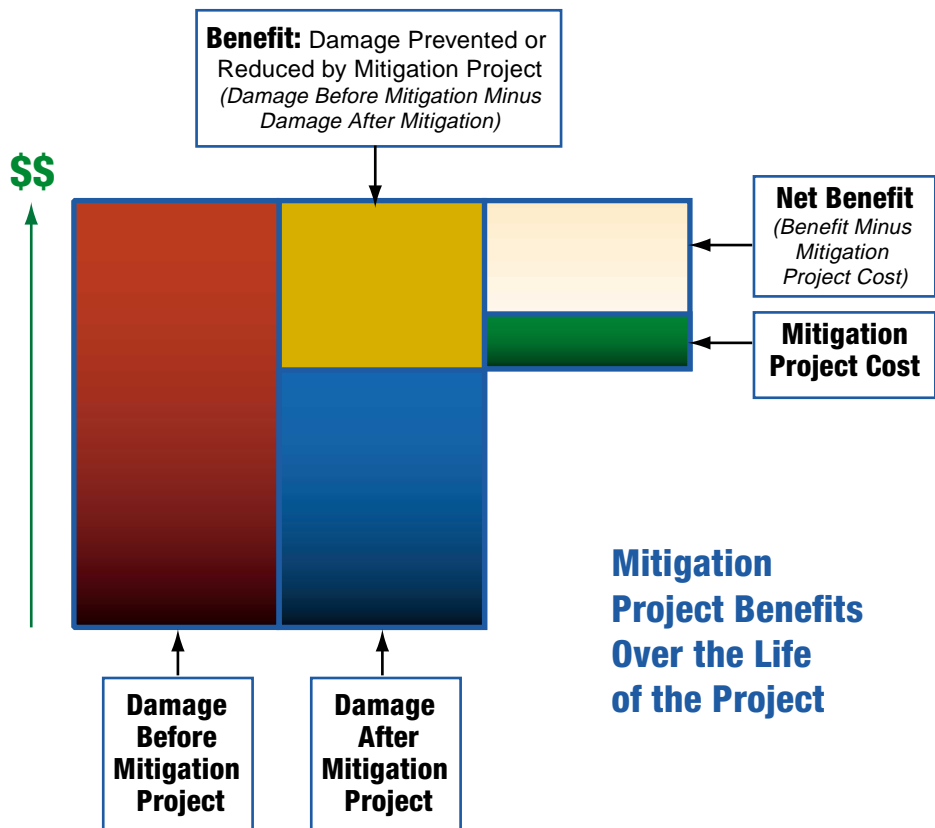 Benefit: Damage Prevented or
Reduced by Mitigation Project
(Damage Before Mitigation Minus
Damage After Mitigation)
$$
Net Benefit
(Benefit Minus
Mitigation
Project Cost)
Mitigation
Project Cost
Mitigation
Project Benefits
Over the Life
of the Project
Damage
Before
Mitigation
Project
Damage
After
Mitigation
Project